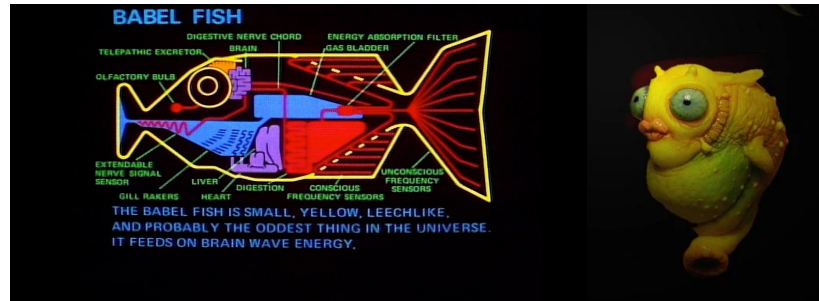 BABEL FISH
DIGESTIVE NERVE CHORD
ENERGY ABSORPTION FILTER
TELEPATHIC EXCRETOR
BRAIN
GAS BLADDER
OLFACTORY BULB
EXTENDABLE
NERVE SIGNAL
SENSOR
GILL RAKERS
LIVER
HEART
DIGESTION
CONSCIOUS
FREQUENCY SENSORS
UNCONSCIOUS
FREQUENCY
SENSORS
THE BABEL FISH IS SMALL, YELLOW, LEECHLIKE,
AND PROBABLY THE ODDEST THING IN THE UNIVERSE.
IT FEEDS ON BRAIN WAVE ENERGY,